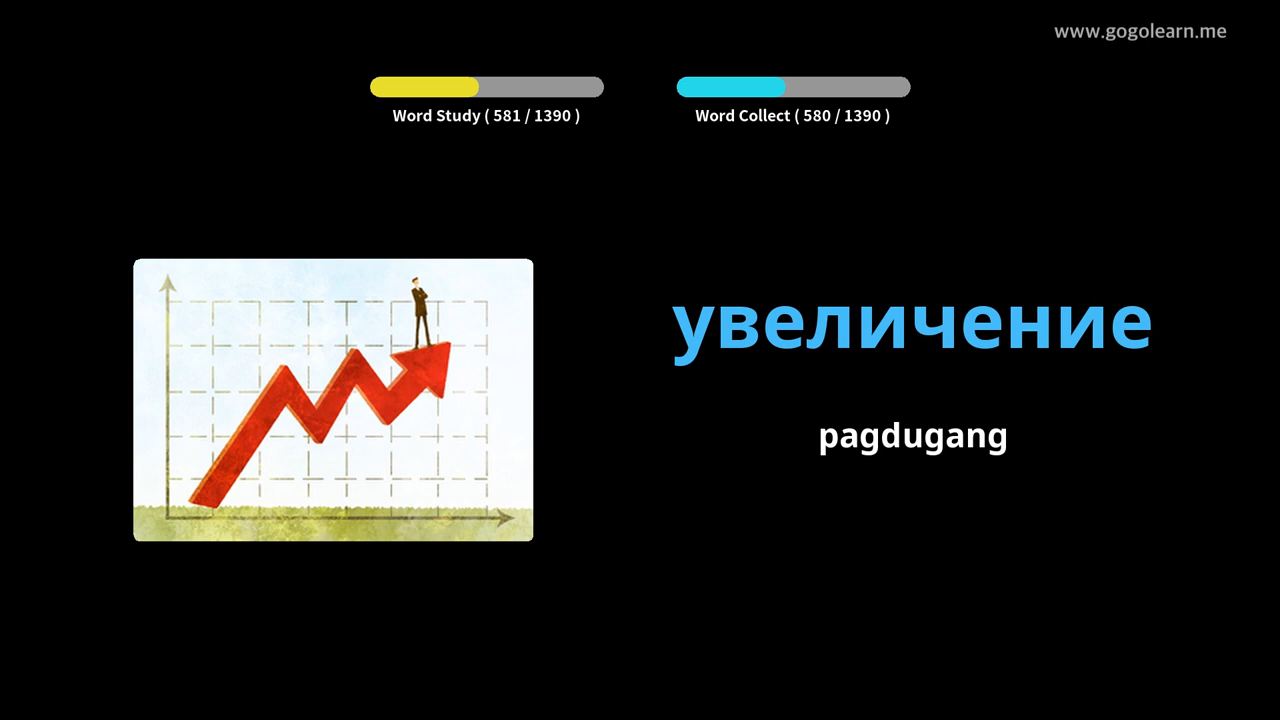 www.gogolearn.me
Word Study ( 581 / 1390 )
Word Collect ( 580 / 1390 )
увеличение
pagdugang